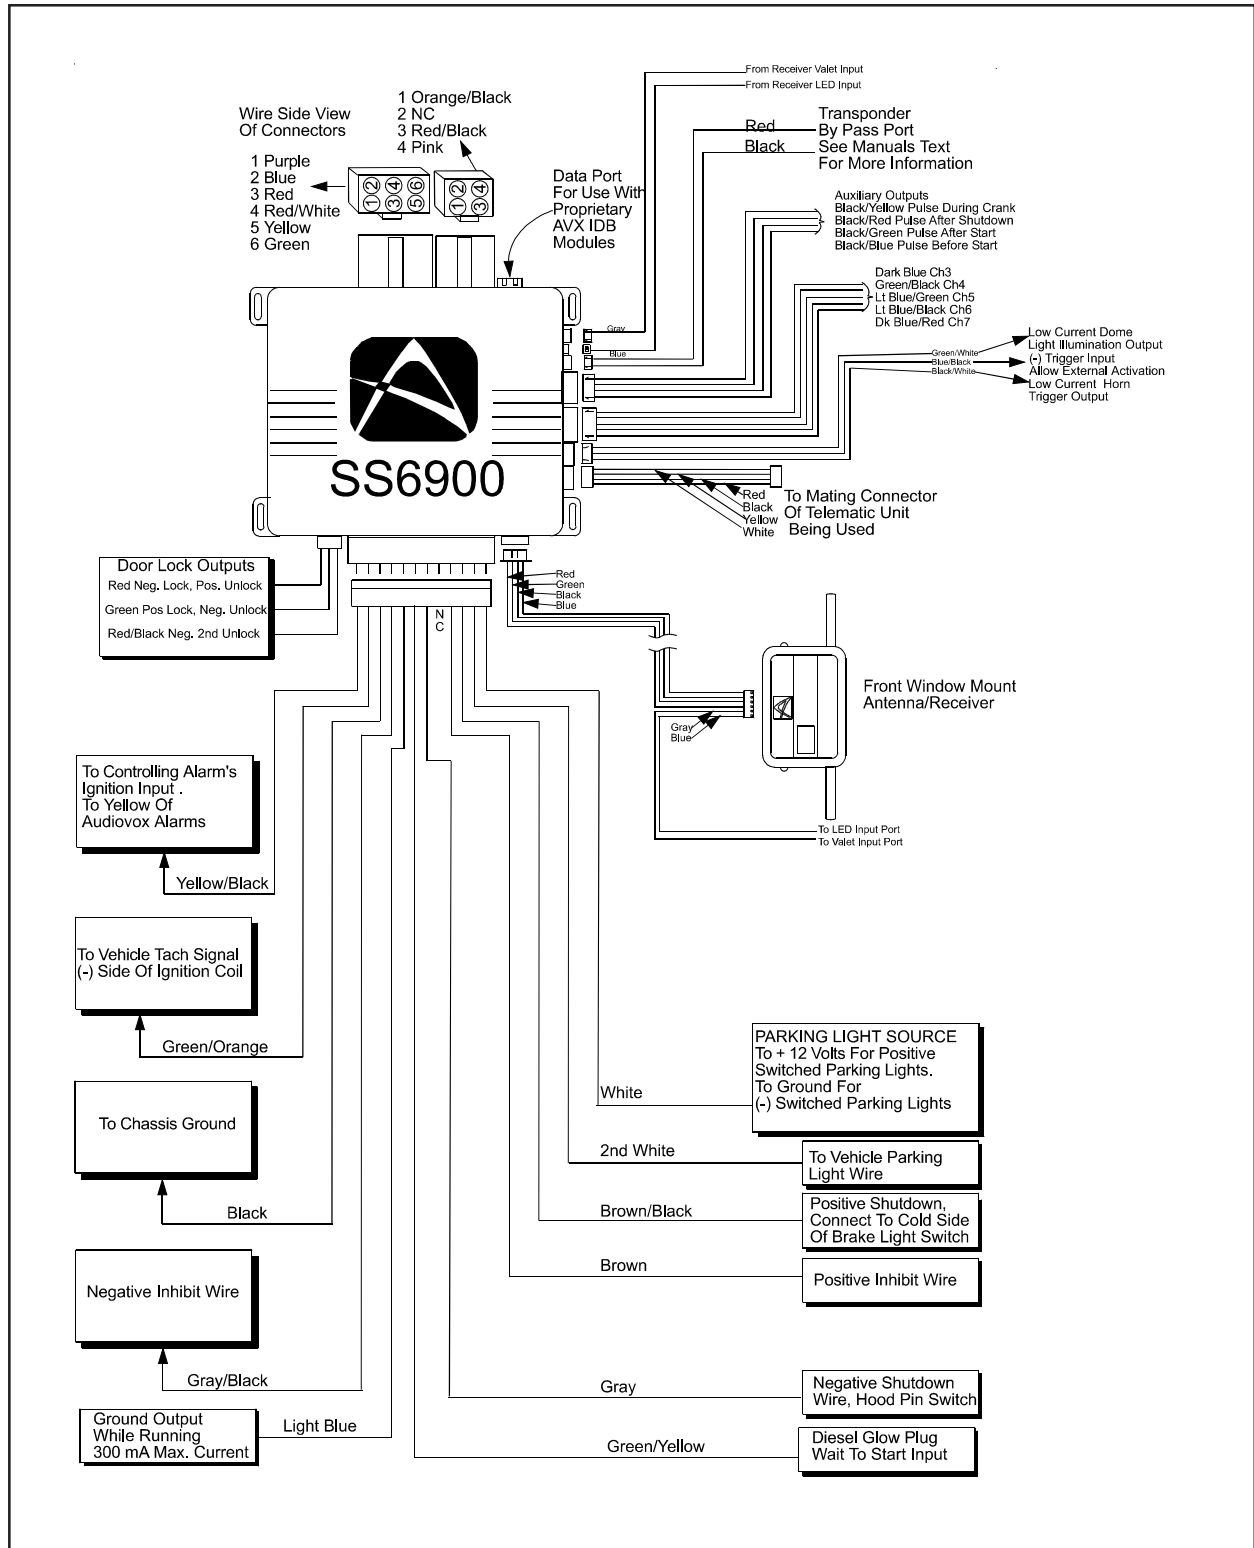 From Receiver Valet Input
From Receiver LED Input
1 Orange/Black
2 NC
3 Red/Black
4 Pink
Wire Side View
Of Connectors
1 Purple
2 Blue
3 Red
4 Red/White
5 Yellow
6 Green
1 2 3 4 5 6
1 2 3 4
Data Port
For Use With
Proprietary
AVX IDB
Modules
Red
Black
Transponder
By Pass Port
See Manuals Text
For More Information
Auxiliary Outputs
Black/Yellow Pulse During Crank
Black/Red Pulse After Shutdown
Black/Green Pulse After Start
Black/Blue Pulse Before Start
Dark Blue Ch3
Green/Black Ch4
Lt Blue/Green Ch5
Lt Blue/Black Ch6
Dk Blue/Red Ch7
Gray
Blue
Green/White
Blue/Black
Black/White
Low Current Dome
Light Illumination Output
(-) Trigger Input
Allow External Activation
Low Current Horn
Trigger Output
SS6900
Red
Black
Yellow
White
To Mating Connector
Of Telematic Unit
Being Used
Door Lock Outputs
Red Neg. Lock, Pos. Unlock
Green Pos Lock, Neg. Unlock
Red/Black Neg. 2nd Unlock
N
C
Red
Green
Black
Blue
Front Window Mount
Antenna/Receiver
Gray
Blue
To LED Input Port
To Valet Input Port
To Controlling Alarm's
Ignition Input .
To Yellow Of
Audiovox Alarms
Yellow/Black
To Vehicle Tach Signal
(-) Side Of Ignition Coil
Green/Orange
To Chassis Ground
Black
Negative Inhibit Wire
Gray/Black
Ground Output
While Running
300 mA Max. Current
Light Blue
White
PARKING LIGHT SOURCE
To + 12 Volts For Positive
Switched Parking Lights.
To Ground For
(-) Switched Parking Lights
2nd White
To Vehicle Parking
Light Wire
Brown/Black
Positive Shutdown,
Connect To Cold Side
Of Brake Light Switch
Brown
Positive Inhibit Wire
Gray
Negative Shutdown
Wire, Hood Pin Switch
Green/Yellow
Diesel Glow Plug
Wait To Start Input